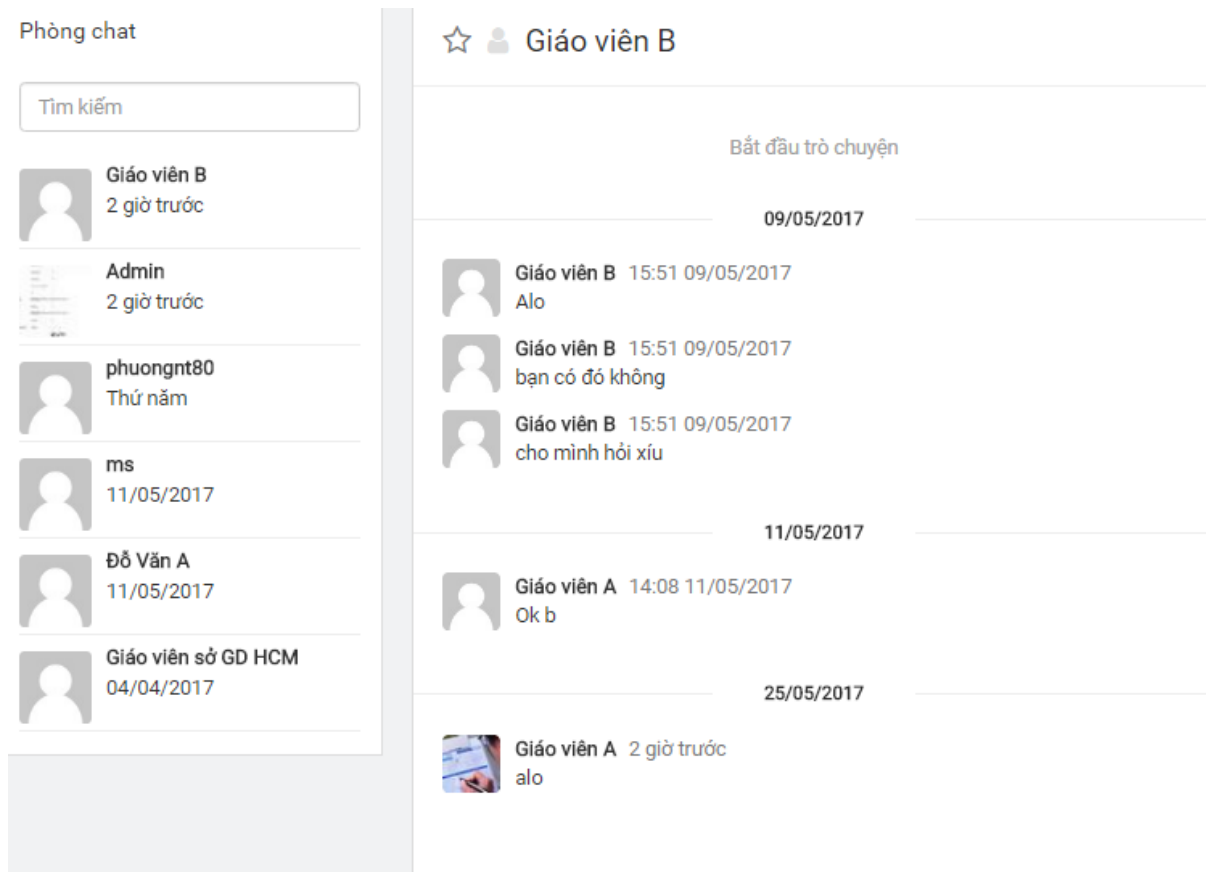 Phòng chat
Tìm kiếm
Giáo viên B
2 giờ trước
Admin
2 giờ trước
phuongnt80
Thứ năm
ms
11/05/2017
Đỗ Văn A
11/05/2017
Giáo viên sở GD HCM
04/04/2017
Giáo viên B
Bắt đầu trò chuyện
09/05/2017
Giáo viên B 15:51 09/05/2017
Alo
Giáo viên B 15:51 09/05/2017
bạn có đó không
Giáo viên B 15:51 09/05/2017
cho mình hỏi xíu
11/05/2017
Giáo viên A 14:08 11/05/2017
Ok b
25/05/2017
Giáo viên A 2 giờ trước
alo